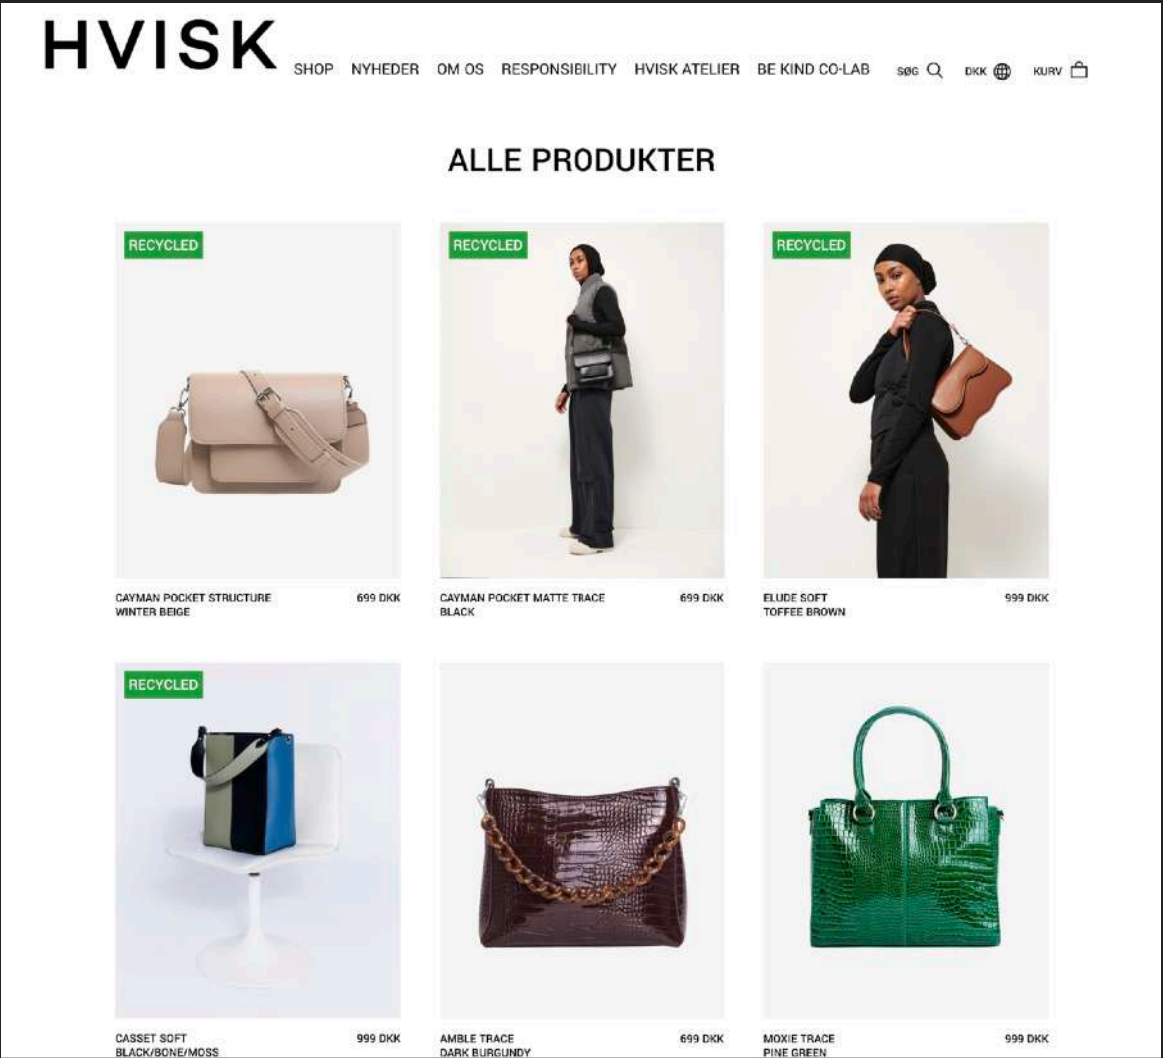 HVISK
SHOP NYHEDER OM OS RESPONSIBILITY HVISK ATELIER BE KIND CO-LAB SØG DKK KURV
ALLE PRODUKTER
RECYCLED RECYCLED RECYCLED
CAYMAN POCKET STRUCTURE 699 DKK
WINTER BEIGE
CAYMAN POCKET MATTE TRACE 699 DKK
BLACK
ELUDE SOFT 999 DKK
TOFFEE BROWN
RECYCLED
CASSET SOFT 999 DKK
BLACK/BONE/MOSS
AMBLE TRACE 699 DKK
DARK BURGUNDY
MOXIE TRACE 999 DKK
PINE GREEN